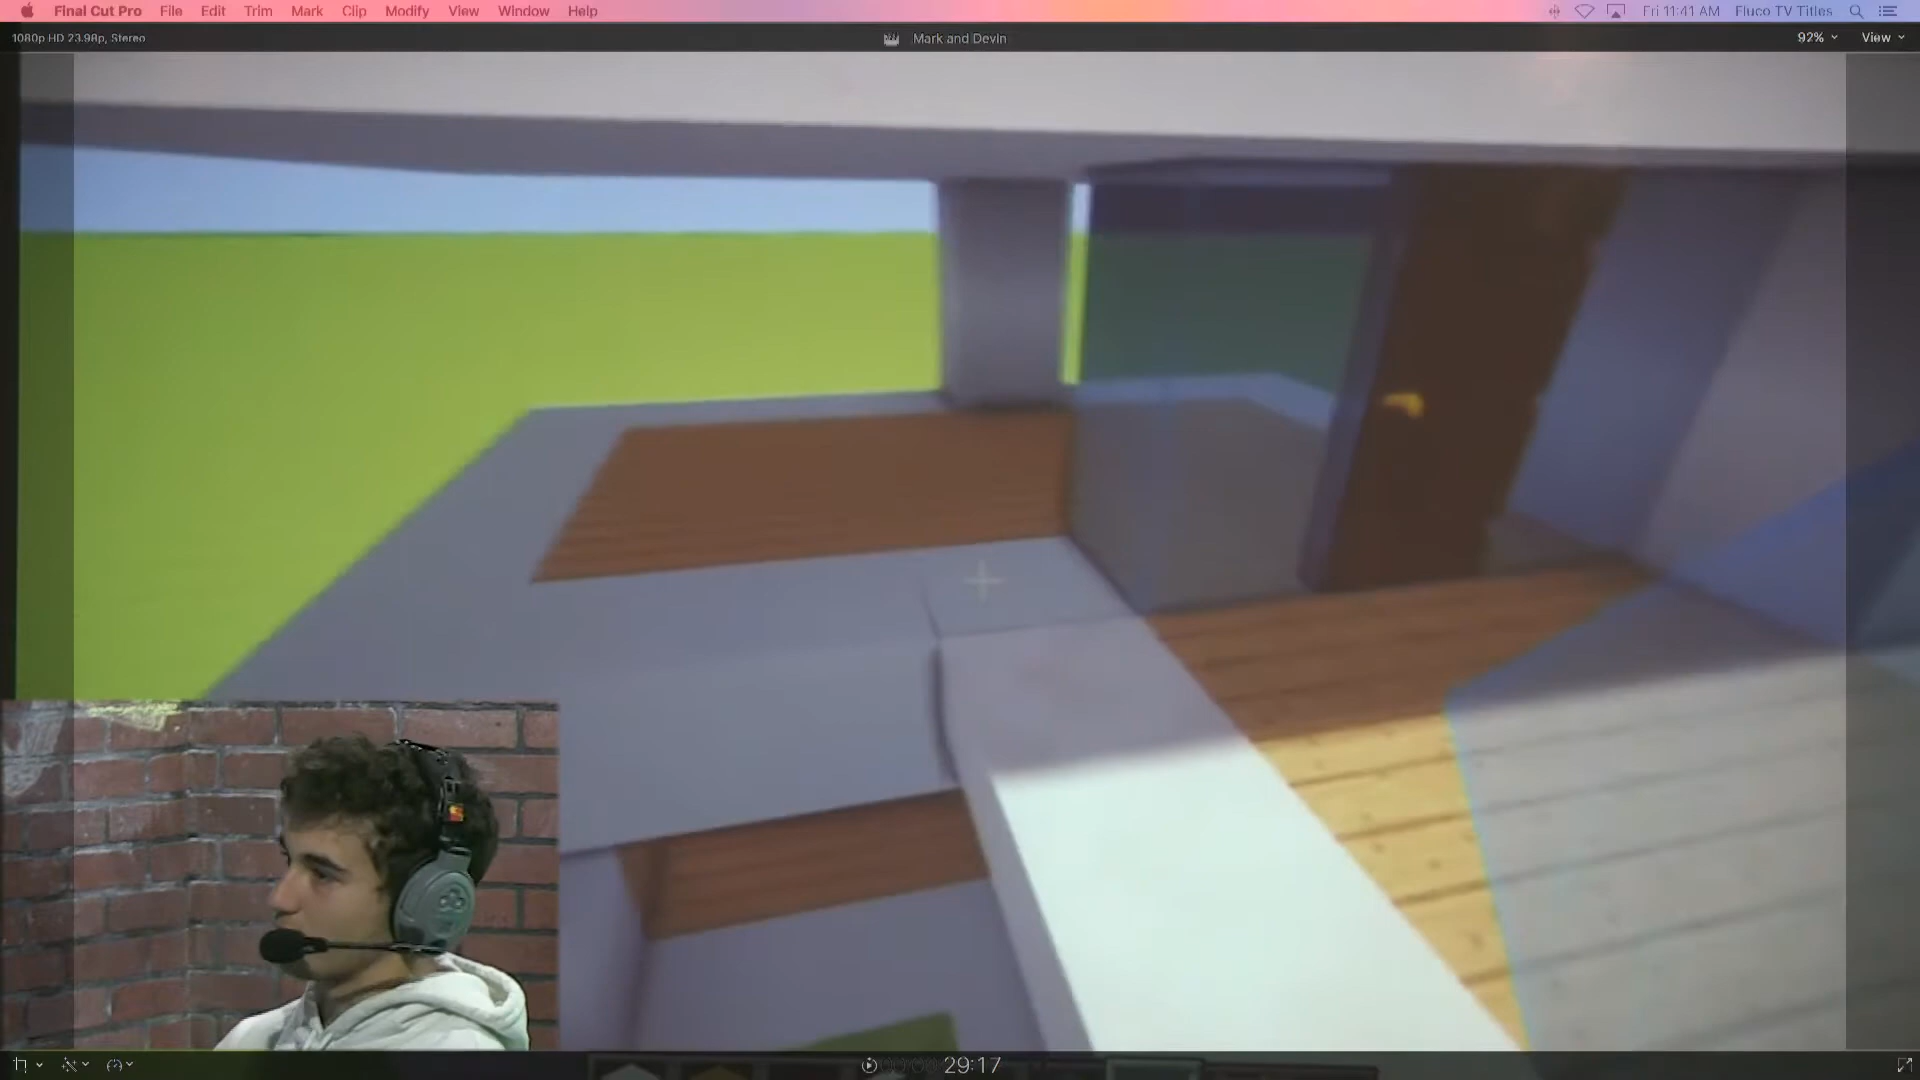 Final Cut Pro File Edit Trim Mark Clip Modify View Window Help Fri 11:41 AM Fluco TV Titles
1080p HD 23.98p, Stereo Mark and Devin 92% View
29:17